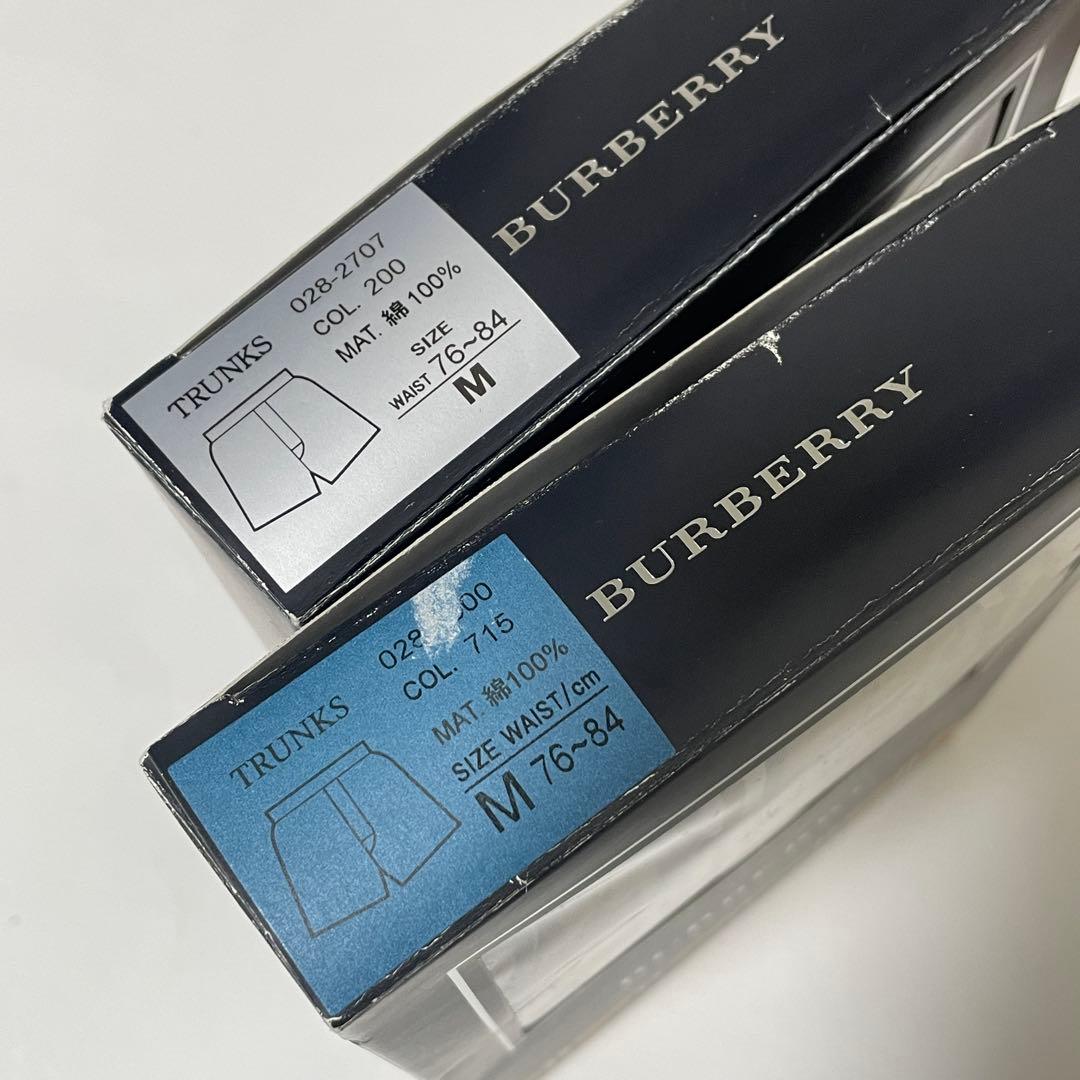 BURBERRY
TRUNKS
028-2707
COL. 200
MAT. 綿100%
SIZE
WAIST 76~84
M
BURBERRY
TRUNKS
COL. 715
MAT. 綿100%
SIZE WAIST/cm
M 76~84